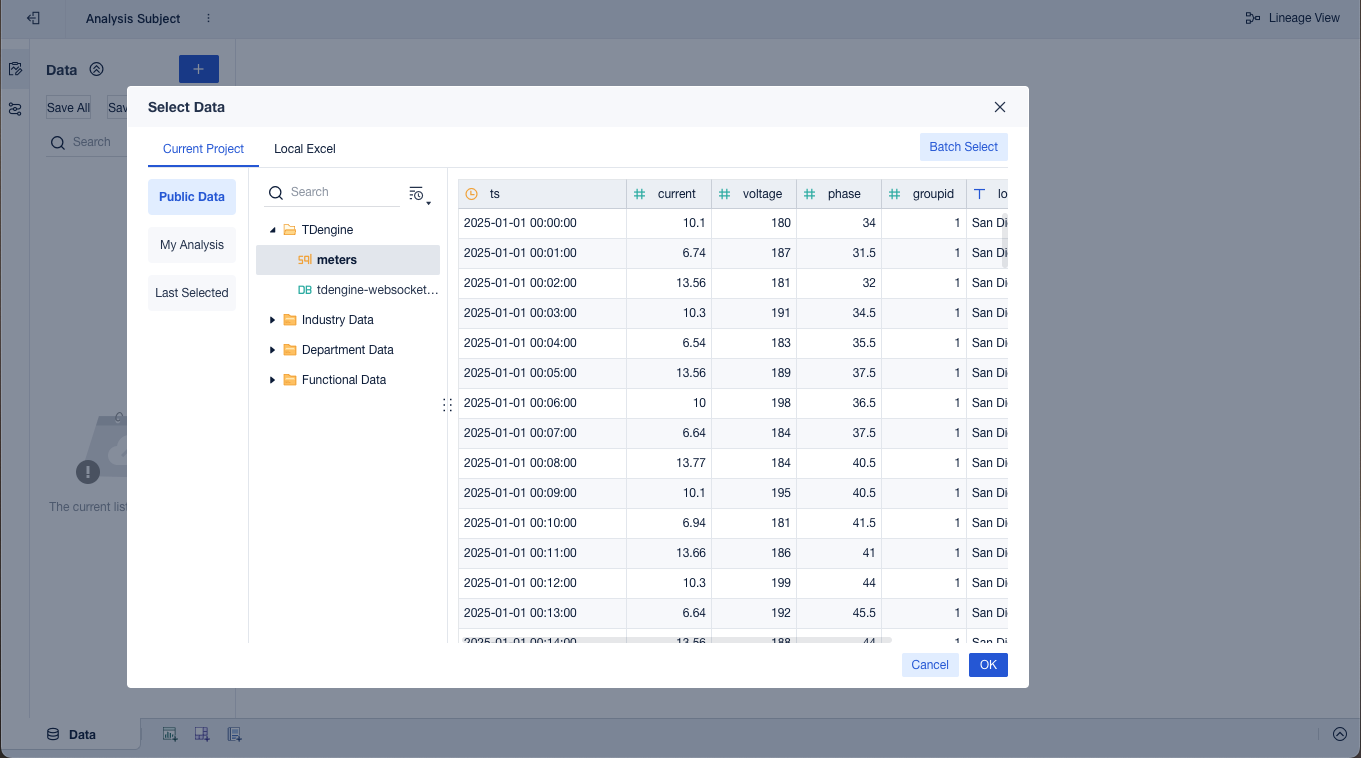 Analysis Subject
Lineage View
Data
Save All
Sav
Search
The current list
Select Data
Current Project
Local Excel
Batch Select
Public Data
My Analysis
Last Selected
Search
TDengine
sql meters
DB tdengine-websocket...
Industry Data
Department Data
Functional Data
ts current voltage phase groupid lo
2025-01-01 00:00:00 10.1 180 34 1 San Di
2025-01-01 00:01:00 6.74 187 31.5 1 San Di
2025-01-01 00:02:00 13.56 181 32 1 San Di
2025-01-01 00:03:00 10.3 191 34.5 1 San Di
2025-01-01 00:04:00 6.54 183 35.5 1 San Di
2025-01-01 00:05:00 13.56 189 37.5 1 San Di
2025-01-01 00:06:00 10 198 36.5 1 San Di
2025-01-01 00:07:00 6.64 184 37.5 1 San Di
2025-01-01 00:08:00 13.77 184 40.5 1 San Di
2025-01-01 00:09:00 10.1 195 40.5 1 San Di
2025-01-01 00:10:00 6.94 181 41.5 1 San Di
2025-01-01 00:11:00 13.66 186 41 1 San Di
2025-01-01 00:12:00 10.3 199 44 1 San Di
2025-01-01 00:13:00 6.64 192 45.5 1 San Di
2025-01-01 00:14:00 13.56 188 44 1 San Di
Cancel
OK
Data